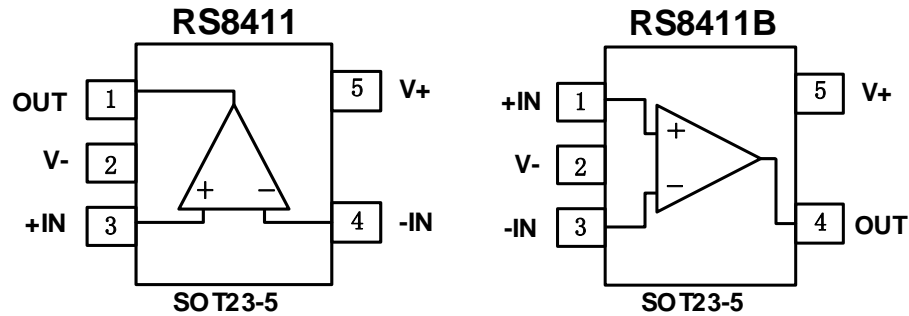 RS8411
OUT 1 5 V+
V- 2
+IN 3 + − 4 -IN
SOT23-5
RS8411B
+IN 1 + 5 V+
V- 2
-IN 3 − 4 OUT
SOT23-5